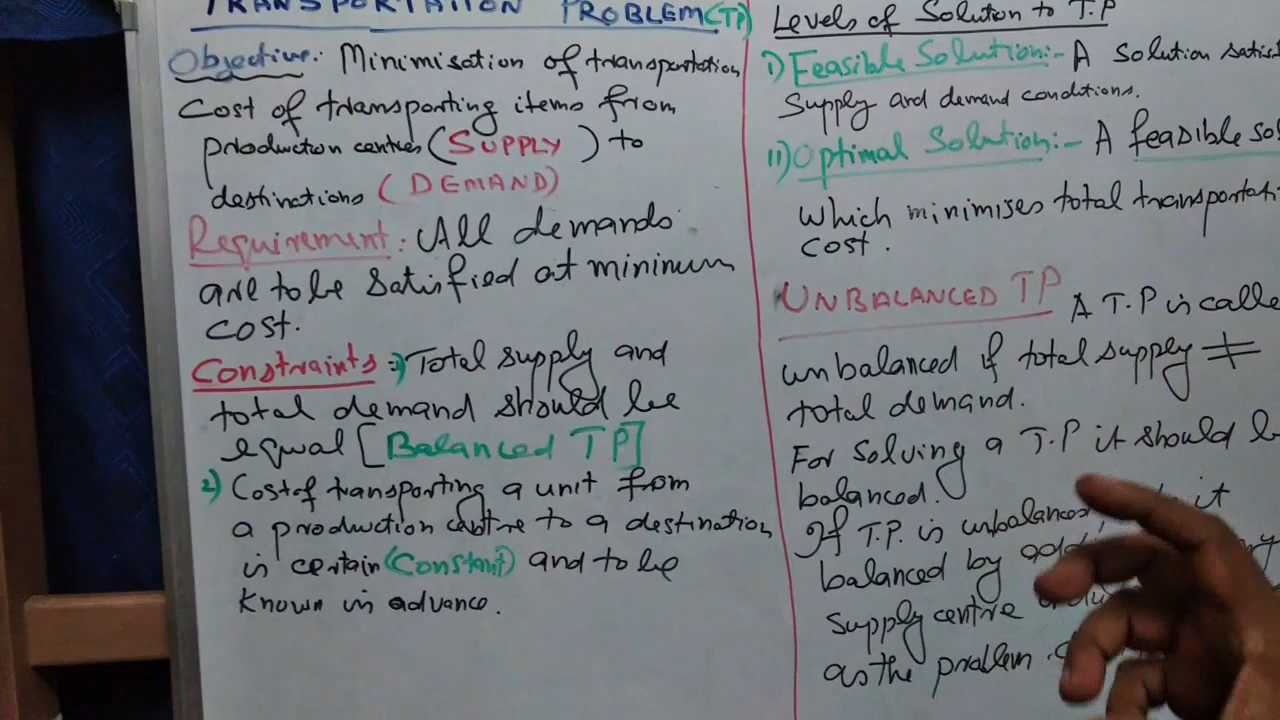 TRANSPORTATION PROBLEM (TP)
Objective: Minimisation of transportation
Cost of transporting items from
production centres (SUPPLY) to
destinations (DEMAND)
Requirement: All demands
are to be satisfied at minimum
cost.
Constraints :- 1) Total supply and
total demand should be
equal [Balanced TP]
2) Cost of transporting a unit from
a production centre to a destination
is certain (Constant) and to be
known in advance.
Levels of Solution to T.P
i) Feasible Solution:- A solution
Supply and demand conditions.
ii) Optimal Solution:- A feasible
which minimises total
cost.
UNBALANCED TP A T.P is
unbalanced if total supply ≠
total demand.
For solving a T.P it should
balanced.
If T.P. is unbalanced, it
balanced by
supply centre
as the problem